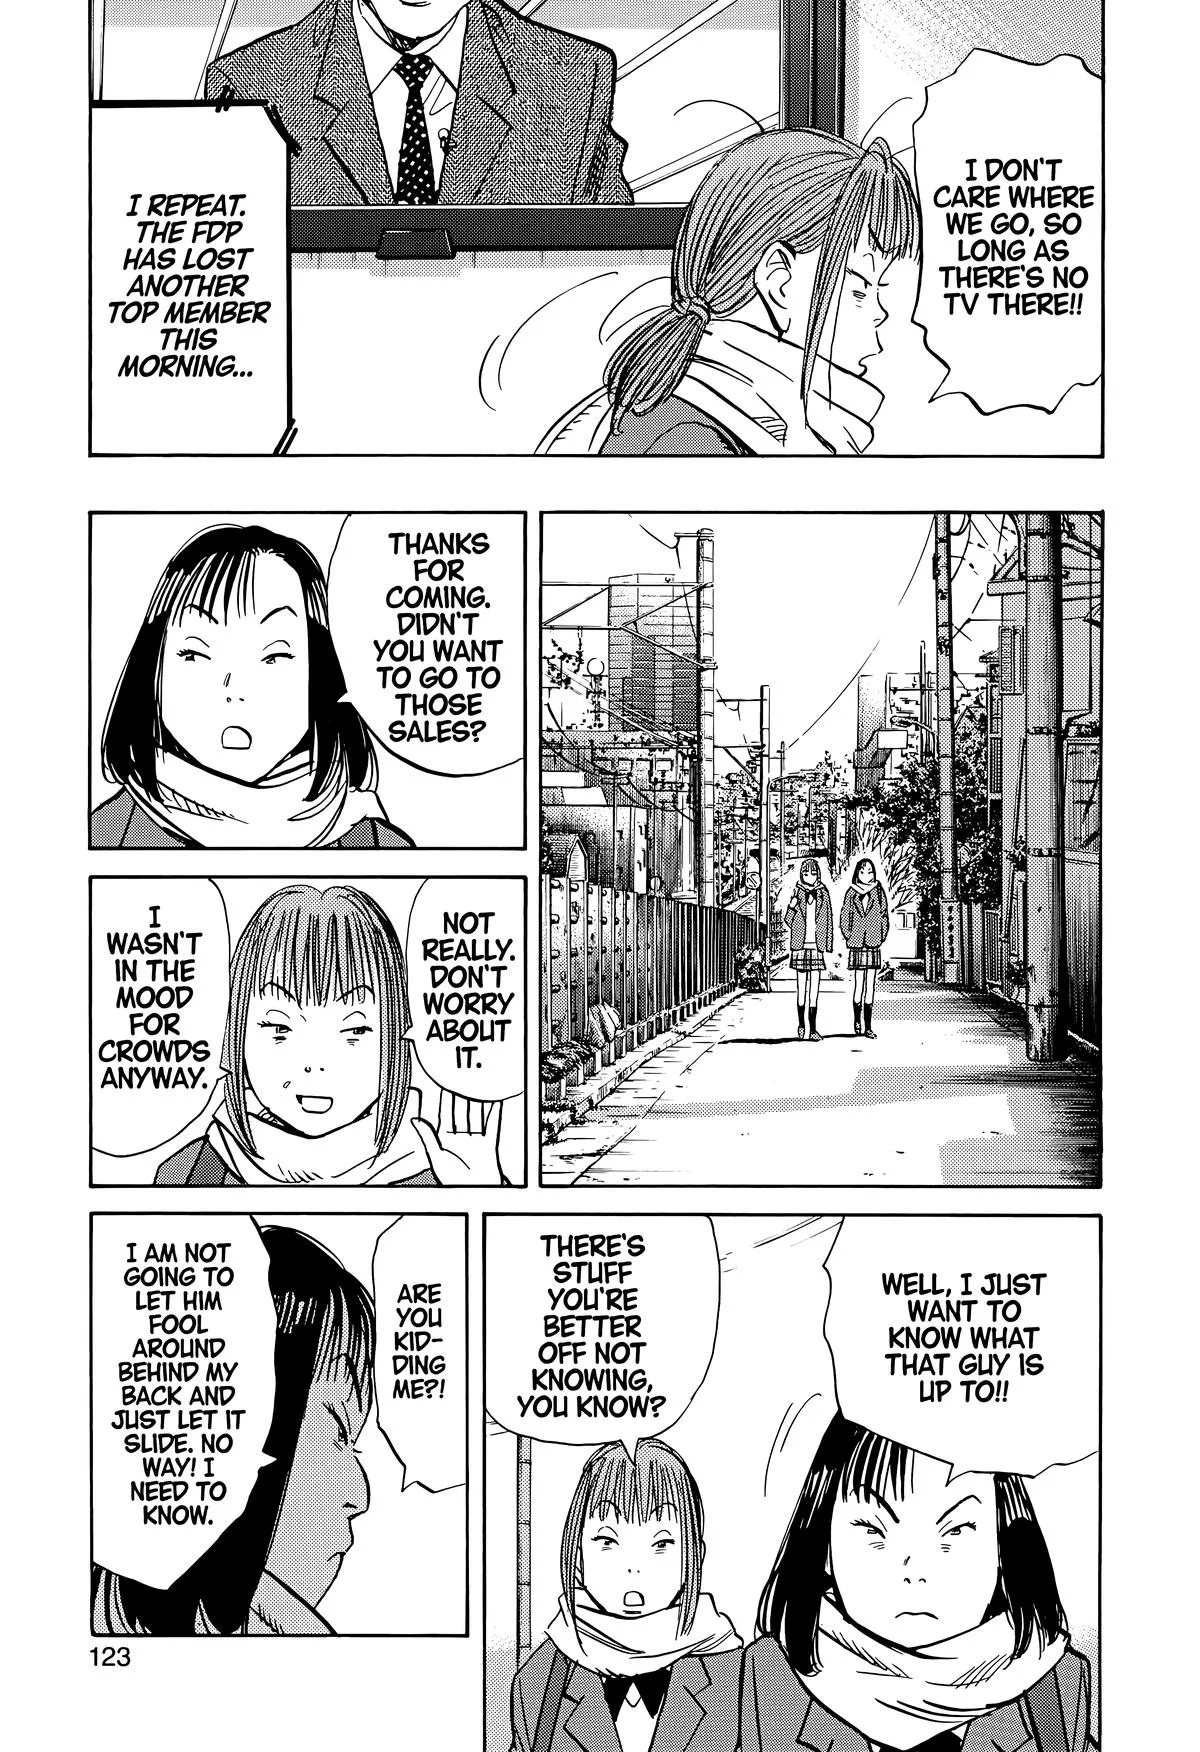 I DON'T
CARE WHERE
WE GO, SO
LONG AS
THERE'S NO
TV THERE!!
I REPEAT.
THE FDP
HAS LOST
ANOTHER
TOP MEMBER
THIS
MORNING...
THANKS
FOR
COMING.
DIDN'T
YOU WANT
TO GO TO
THOSE
SALES?
NOT
REALLY.
DON'T
WORRY
ABOUT
IT.
I
WASN'T
IN THE
MOOD
FOR
CROWDS
ANYWAY.
WELL, I JUST
WANT TO
KNOW WHAT
THAT GUY IS
UP TO!!
THERE'S
STUFF
YOU'RE
BETTER
OFF NOT
KNOWING,
YOU KNOW?
ARE
YOU
KID-
DING
ME?!
I AM NOT
GOING TO
LET HIM
FOOL
AROUND
BEHIND MY
BACK AND
JUST LET IT
SLIDE. NO
WAY! I
NEED TO
KNOW.
123